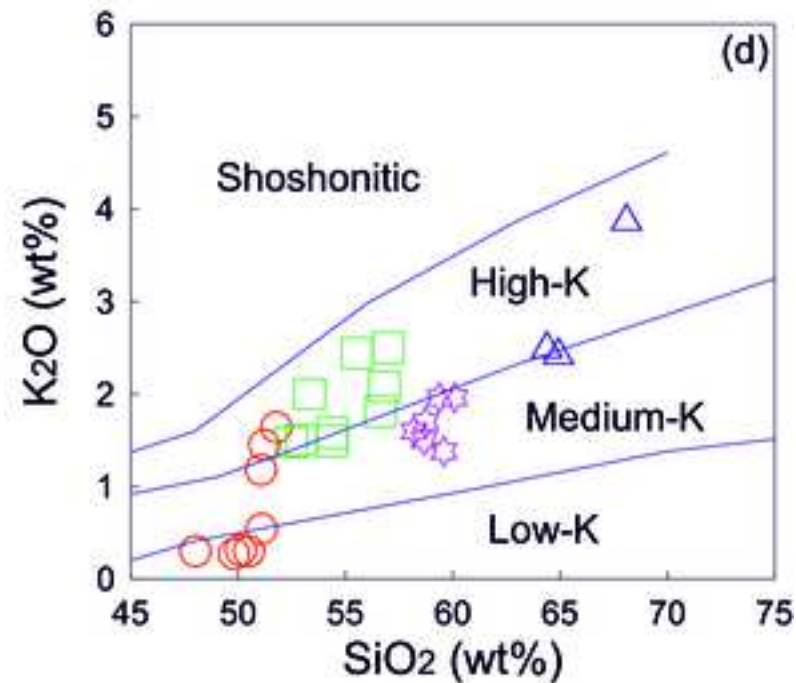 6
(d)
5
Shoshonitic
4
High-K
3
K2O (wt%)
2
Medium-K
1
Low-K
0
45 50 55 60 65 70 75
SiO2 (wt%)